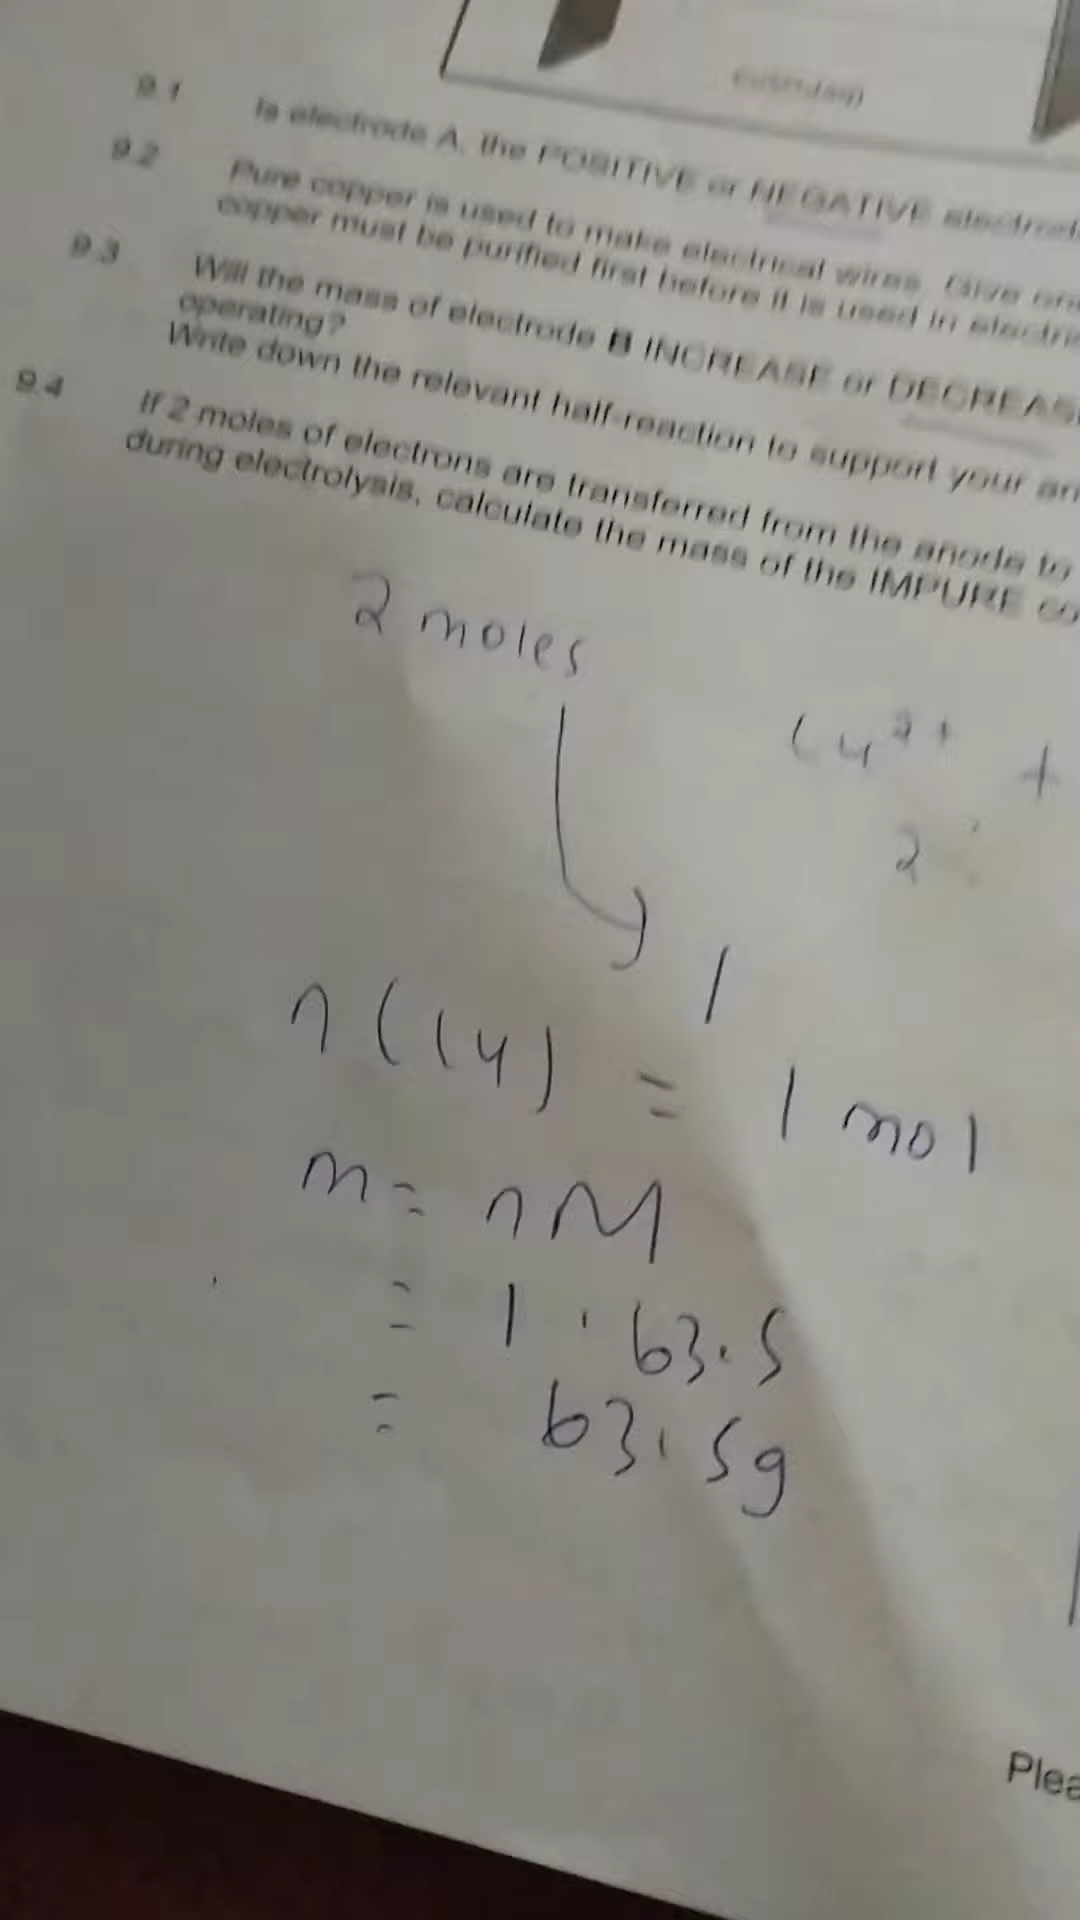 9.1 Is electrode A, the POSITIVE or NEGATIVE
9.2 Pure copper is used to make electrical wires. Give
copper must be purified first before it is used in
9.3 Will the mass of electrode B INCREASE or DECREASE
operating?
Write down the relevant half-reaction to support your
9.4 If 2 moles of electrons are transferred from the anode to
during electrolysis, calculate the mass of the IMPURE
2 moles
Cu2+ +
2
1
n(Cu) = 1 mol
m = nM
= 1 . 63.5
= 63.5g